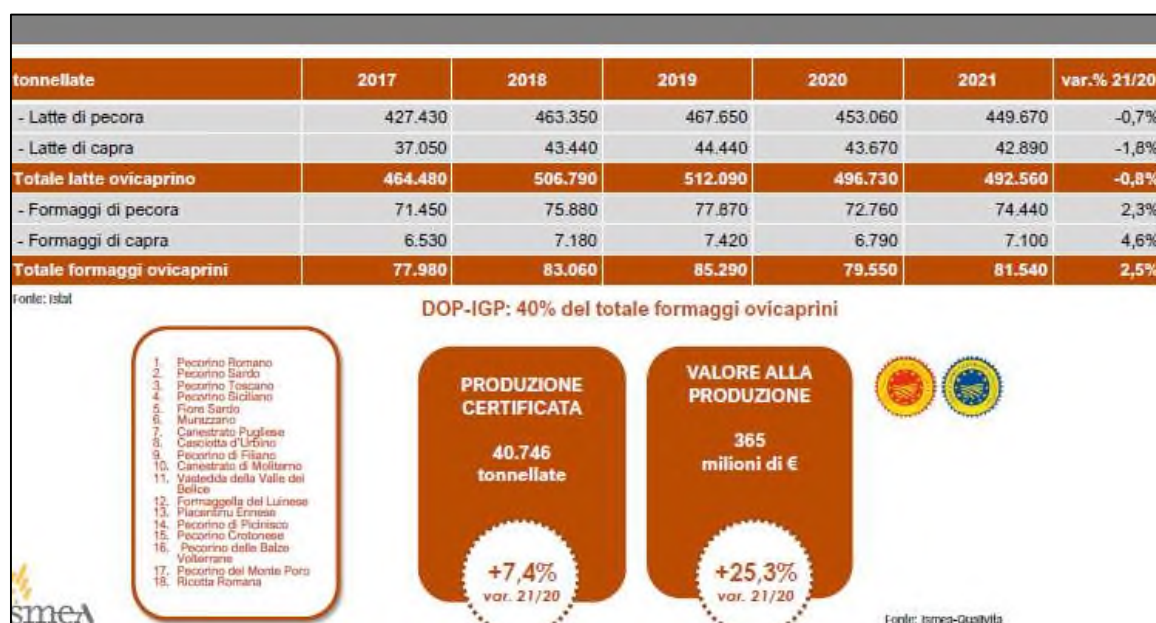 tonnellate 2017 2018 2019 2020 2021 var.% 21/20
- Latte di pecora 427.430 463.350 467.650 453.060 449.670 -0,7%
- Latte di capra 37.050 43.440 44.440 43.670 42.890 -1,8%
Totale latte ovicaprino 464.480 506.790 512.090 496.730 492.560 -0,8%
- Formaggi di pecora 71.450 75.880 77.870 72.760 74.440 2,3%
- Formaggi di capra 6.530 7.180 7.420 6.790 7.100 4,6%
Totale formaggi ovicaprini 77.980 83.060 85.290 79.550 81.540 2,5%
Fonte: Istat
DOP-IGP: 40% del totale formaggi ovicaprini
1. Pecorino Romano
2. Pecorino Sardo
3. Pecorino Toscano
4. Pecorino Siciliano
5. Fiore Sardo
6. Murazzano
7. Canestrato Pugliese
8. Casciotta d'Urbino
9. Pecorino di Filiano
10. Canestrato di Moliterno
11. Vastedda della Valle del
Belice
12. Formaggella del Luinese
13. Piacentinu Ennese
14. Pecorino di Picinisco
15. Pecorino Crotonese
16. Pecorino delle Balze
Volterrane
17. Pecorino del Monte Poro
18. Ricotta Romana
PRODUZIONE
CERTIFICATA
40.746
tonnellate
+7,4%
var. 21/20
VALORE ALLA
PRODUZIONE
365
milioni di €
+25,3%
var. 21/20
smeA
Fonte: Ismea-Qualivita